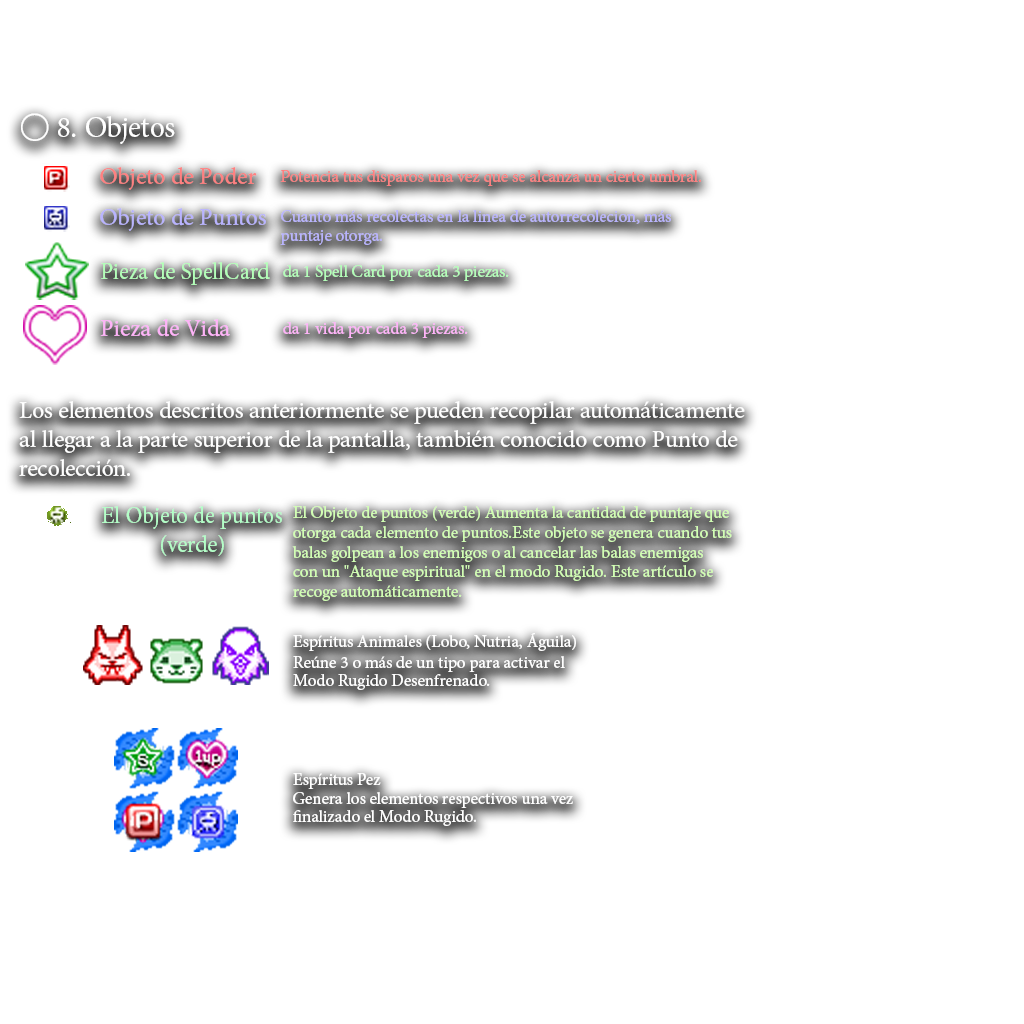 8. Objetos
P Objeto de Poder Potencia tus disparos una vez que se alcanza un cierto umbral.
Objeto de Puntos Cuanto más recolectas en la línea de autorrecoleción, más
puntaje otorga.
Pieza de SpellCard da 1 Spell Card por cada 3 piezas.
Pieza de Vida da 1 vida por cada 3 piezas.
Los elementos descritos anteriormente se pueden recopilar automáticamente
al llegar a la parte superior de la pantalla, también conocido como Punto de
recolección.
El Objeto de puntos
(verde)
El Objeto de puntos (verde) Aumenta la cantidad de puntaje que
otorga cada elemento de puntos.Este objeto se genera cuando tus
balas golpean a los enemigos o al cancelar las balas enemigas
con un "Ataque espiritual" en el modo Rugido. Este artículo se
recoge automáticamente.
Espíritus Animales (Lobo, Nutria, Águila)
Reúne 3 o más de un tipo para activar el
Modo Rugido Desenfrenado.
S 1up
P
Espíritus Pez
Genera los elementos respectivos una vez
finalizado el Modo Rugido.